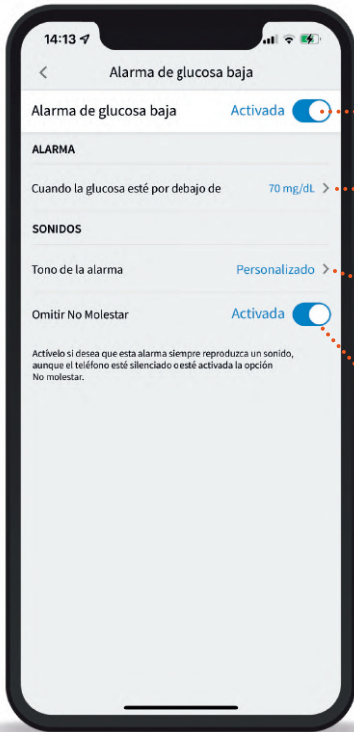 14:13
Alarma de glucosa baja
Alarma de glucosa baja Activada
ALARMA
Cuando la glucosa esté por debajo de 70 mg/dL
SONIDOS
Tono de la alarma Personalizado
Omitir No Molestar Activada
Actívelo si desea que esta alarma siempre reproduzca un sonido,
aunque el teléfono esté silenciado o esté activada la opción
No molestar.